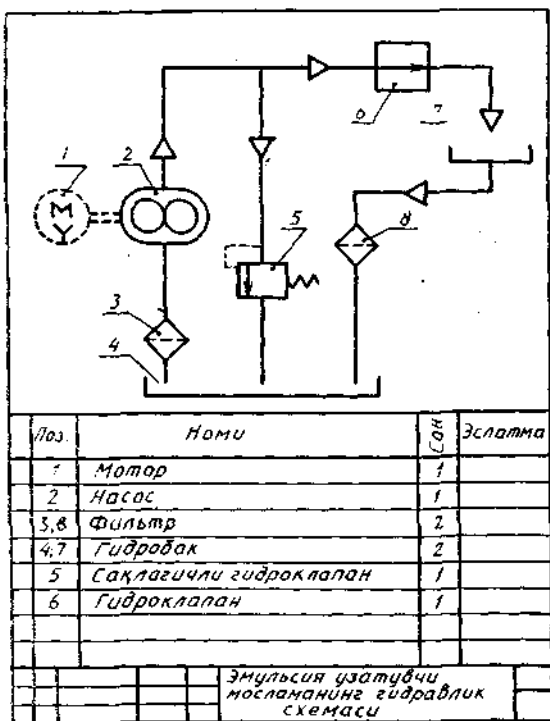 1
2
3
4
5
6
7
8
М
Поз. Номи Сан Эслатма
1 Мотор 1
2 Насос 1
3,8 Фильтр 2
4,7 Гидробак 2
5 Сақлагичли гидроклапан 1
6 Гидроклапан 1
Эмульсия узатувчи
мосламанинг гидравлик
схемаси